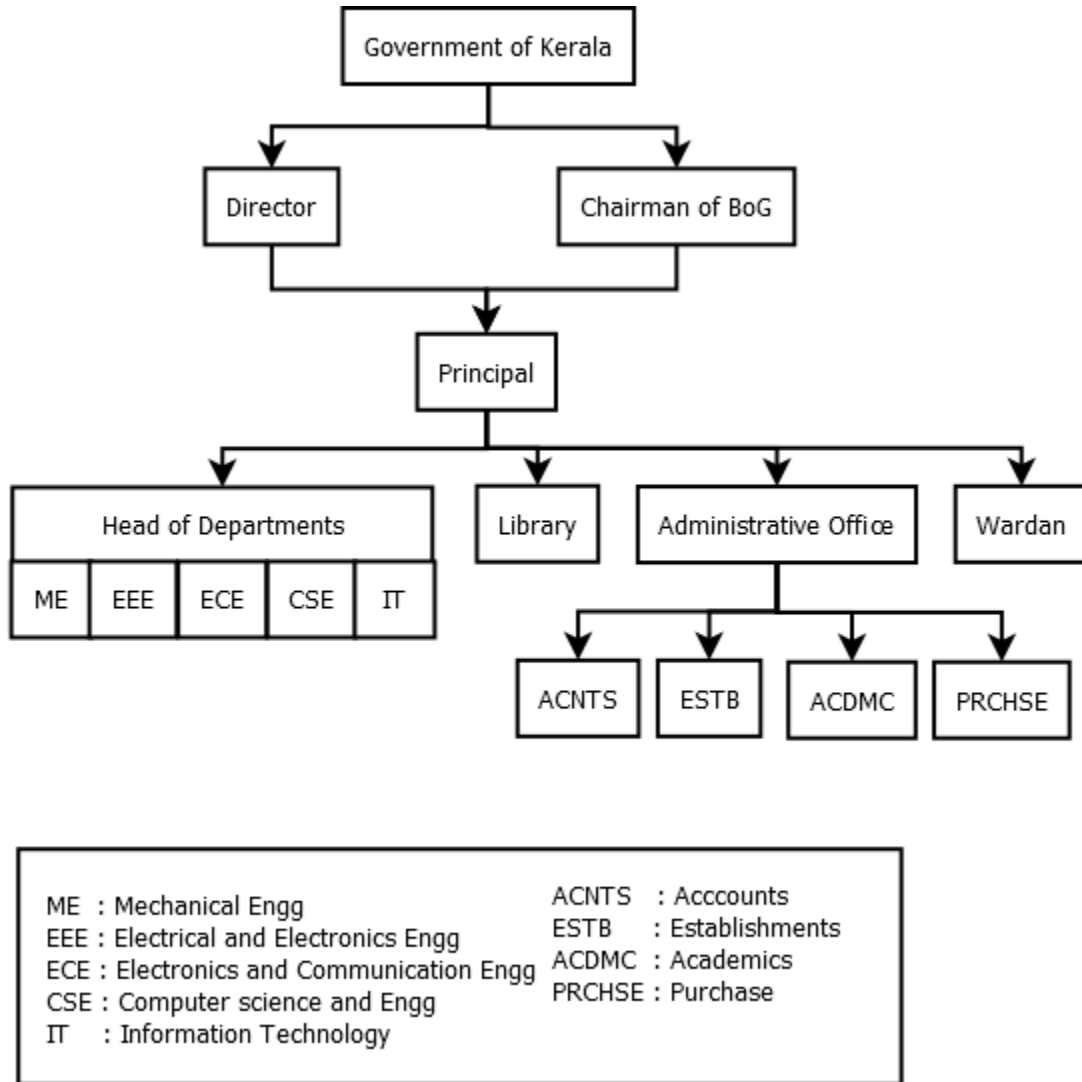 Government of Kerala
Director
Chairman of BoG
Principal
Head of Departments
Library
Administrative Office
Wardan
ME
EEE
ECE
CSE
IT
ACNTS
ESTB
ACDMC
PRCHSE
ME : Mechanical Engg
EEE : Electrical and Electronics Engg
ECE : Electronics and Communication Engg
CSE : Computer science and Engg
IT : Information Technology
ACNTS : Acccounts
ESTB : Establishments
ACDMC : Academics
PRCHSE : Purchase